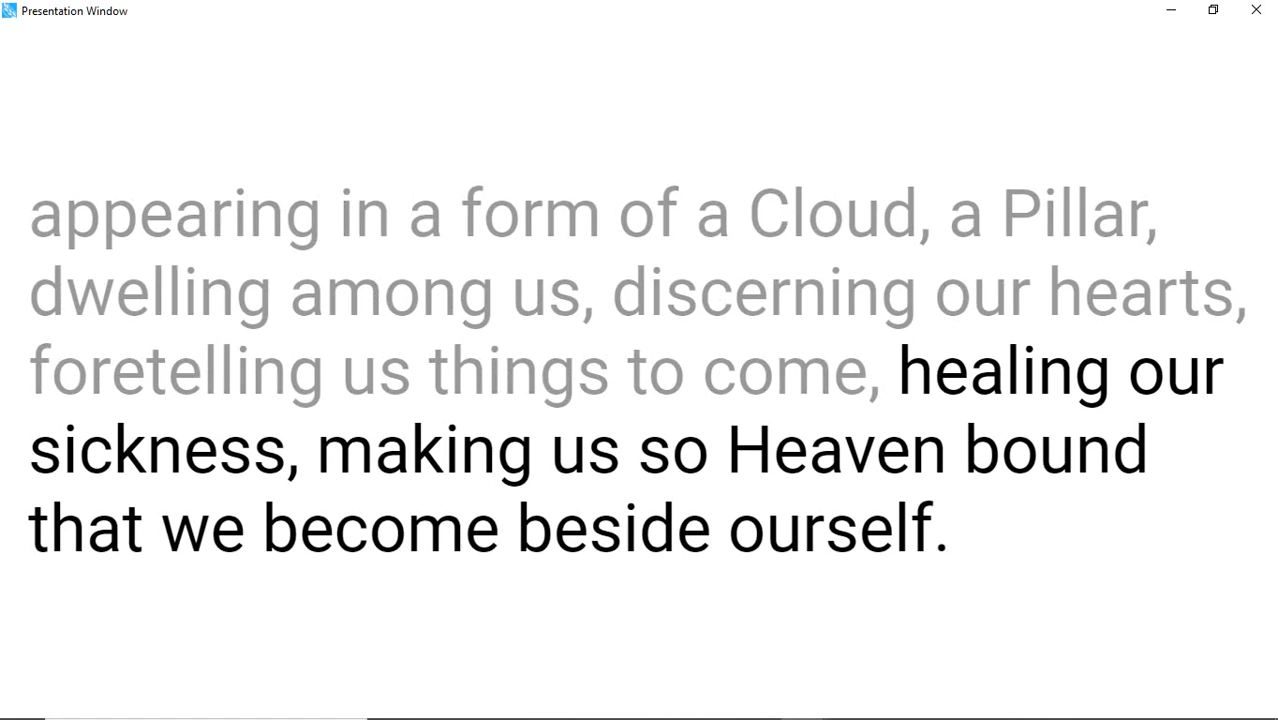 Presentation Window
appearing in a form of a Cloud, a Pillar,
dwelling among us, discerning our hearts,
foretelling us things to come, healing our
sickness, making us so Heaven bound
that we become beside ourself.